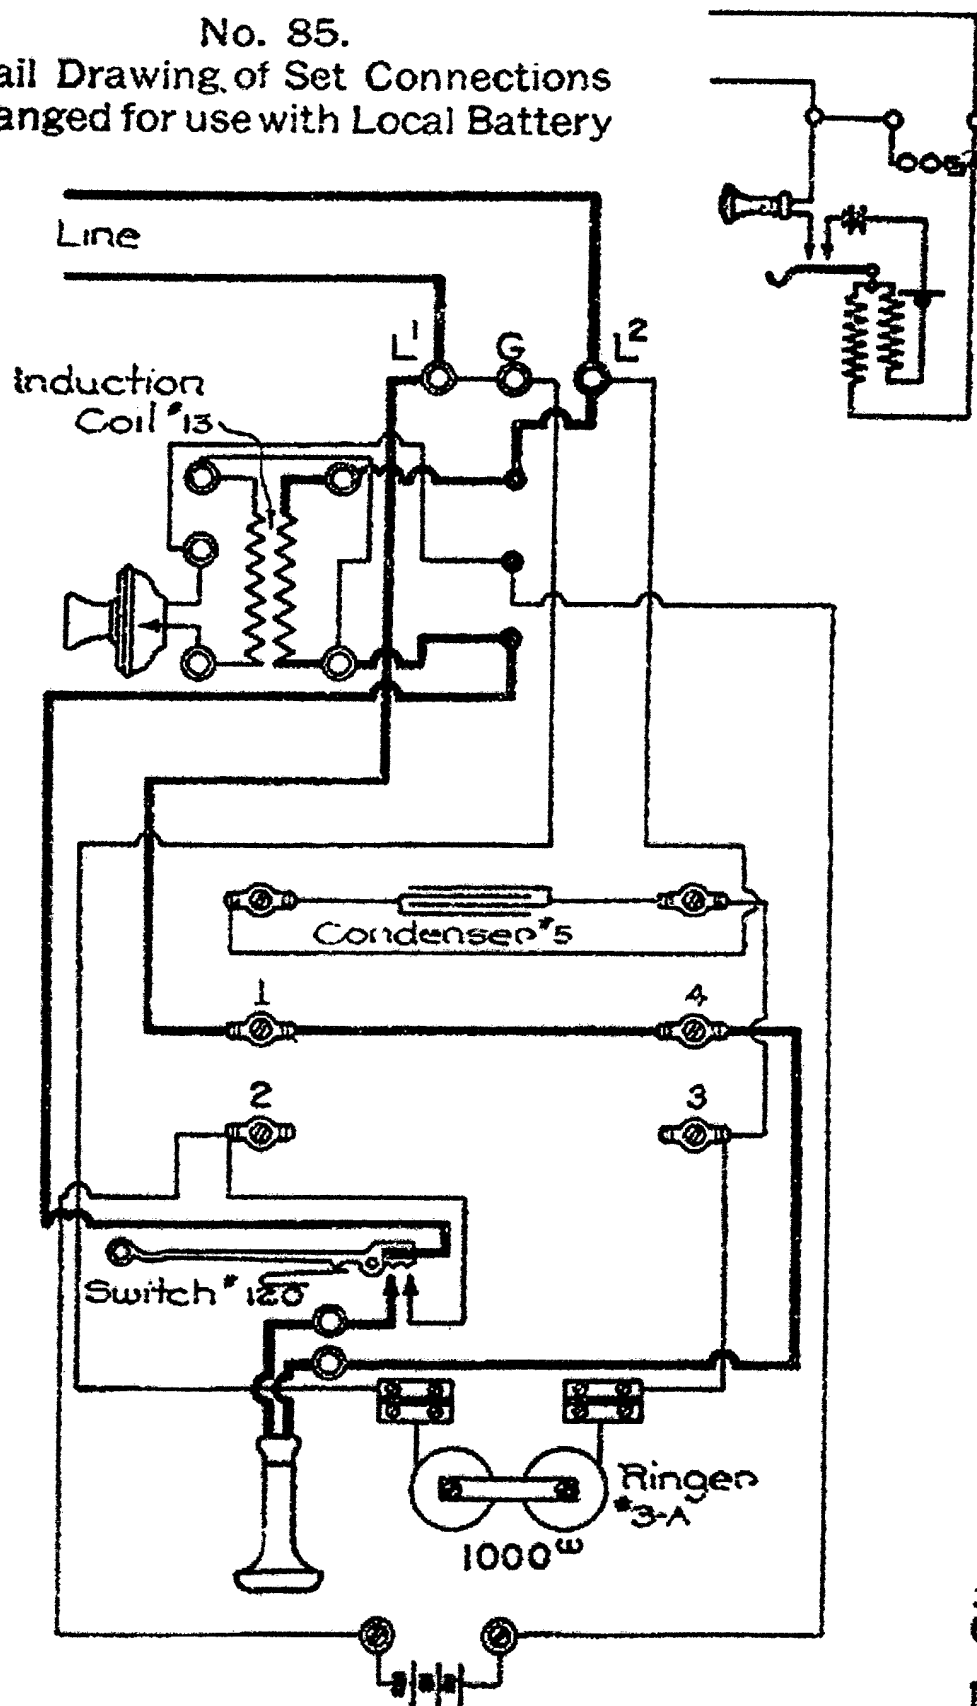 No. 85.
ail Drawing of Set Connections
anged for use with Local Battery
Line
L1 G L2
Induction
Coil #13
Condenser #5
1 4
2 3
Switch # 120
Ringer
#3-A
1000 ω